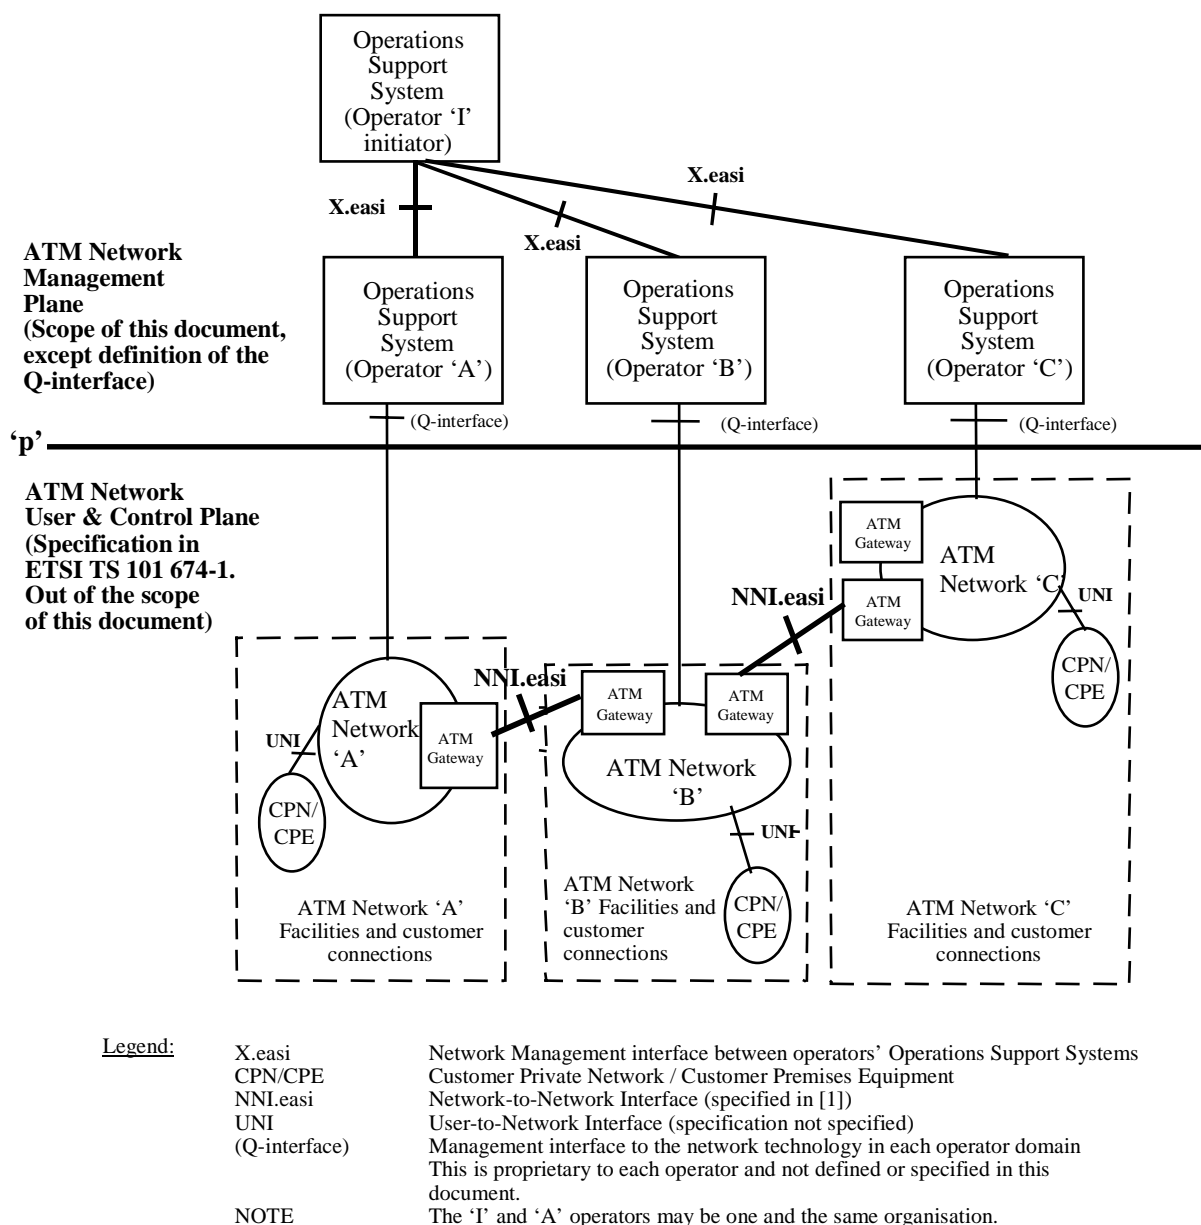 Operations
Support
System
(Operator ‘I’
initiator)
X.easi
X.easi
X.easi
ATM Network
Management
Plane
(Scope of this document,
except definition of the
Q-interface)
Operations
Support
System
(Operator ‘A’)
Operations
Support
System
(Operator ‘B’)
Operations
Support
System
(Operator ‘C’)
(Q-interface)
(Q-interface)
(Q-interface)
‘p’
ATM Network
User & Control Plane
(Specification in
ETSI TS 101 674-1.
Out of the scope
of this document)
ATM
Gateway
ATM
Network ‘C’
ATM
Gateway
UNI
CPN/
CPE
NNI.easi
NNI.easi
ATM
Network
‘A’
ATM
Gateway
UNI
CPN/
CPE
ATM
Gateway
ATM
Gateway
ATM Network
‘B’
UNI
CPN/
CPE
ATM Network ‘A’
Facilities and customer
connections
ATM Network
‘B’ Facilities and
customer
connections
ATM Network ‘C’
Facilities and customer
connections
Legend:
X.easi Network Management interface between operators’ Operations Support Systems
CPN/CPE Customer Private Network / Customer Premises Equipment
NNI.easi Network-to-Network Interface (specified in [1])
UNI User-to-Network Interface (specification not specified)
(Q-interface) Management interface to the network technology in each operator domain
This is proprietary to each operator and not defined or specified in this
document.
NOTE The ‘I’ and ‘A’ operators may be one and the same organisation.